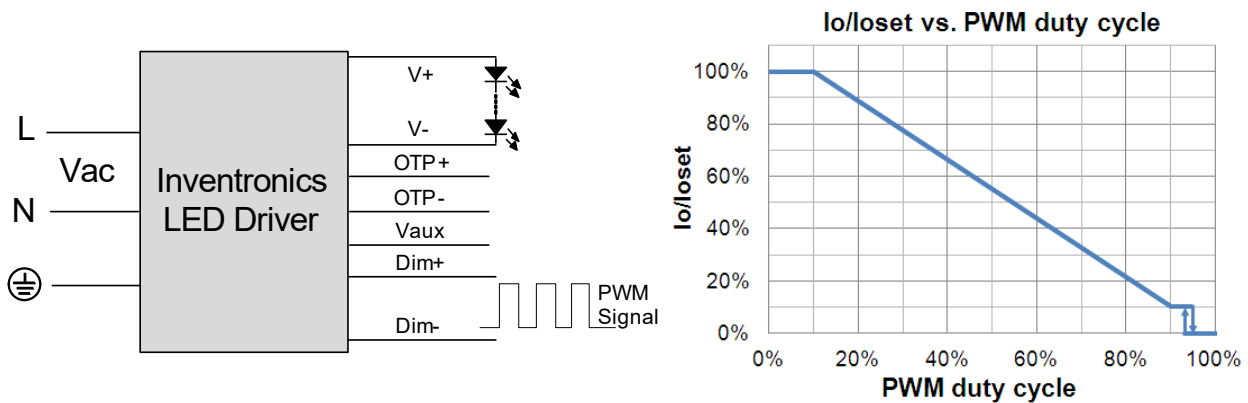 L
Vac
N
Inventronics
LED Driver
V+
V-
OTP+
OTP-
Vaux
Dim+
Dim-
PWM
Signal
Io/Ioset vs. PWM duty cycle
Io/Ioset
100%
80%
60%
40%
20%
0%
0% 20% 40% 60% 80% 100%
PWM duty cycle